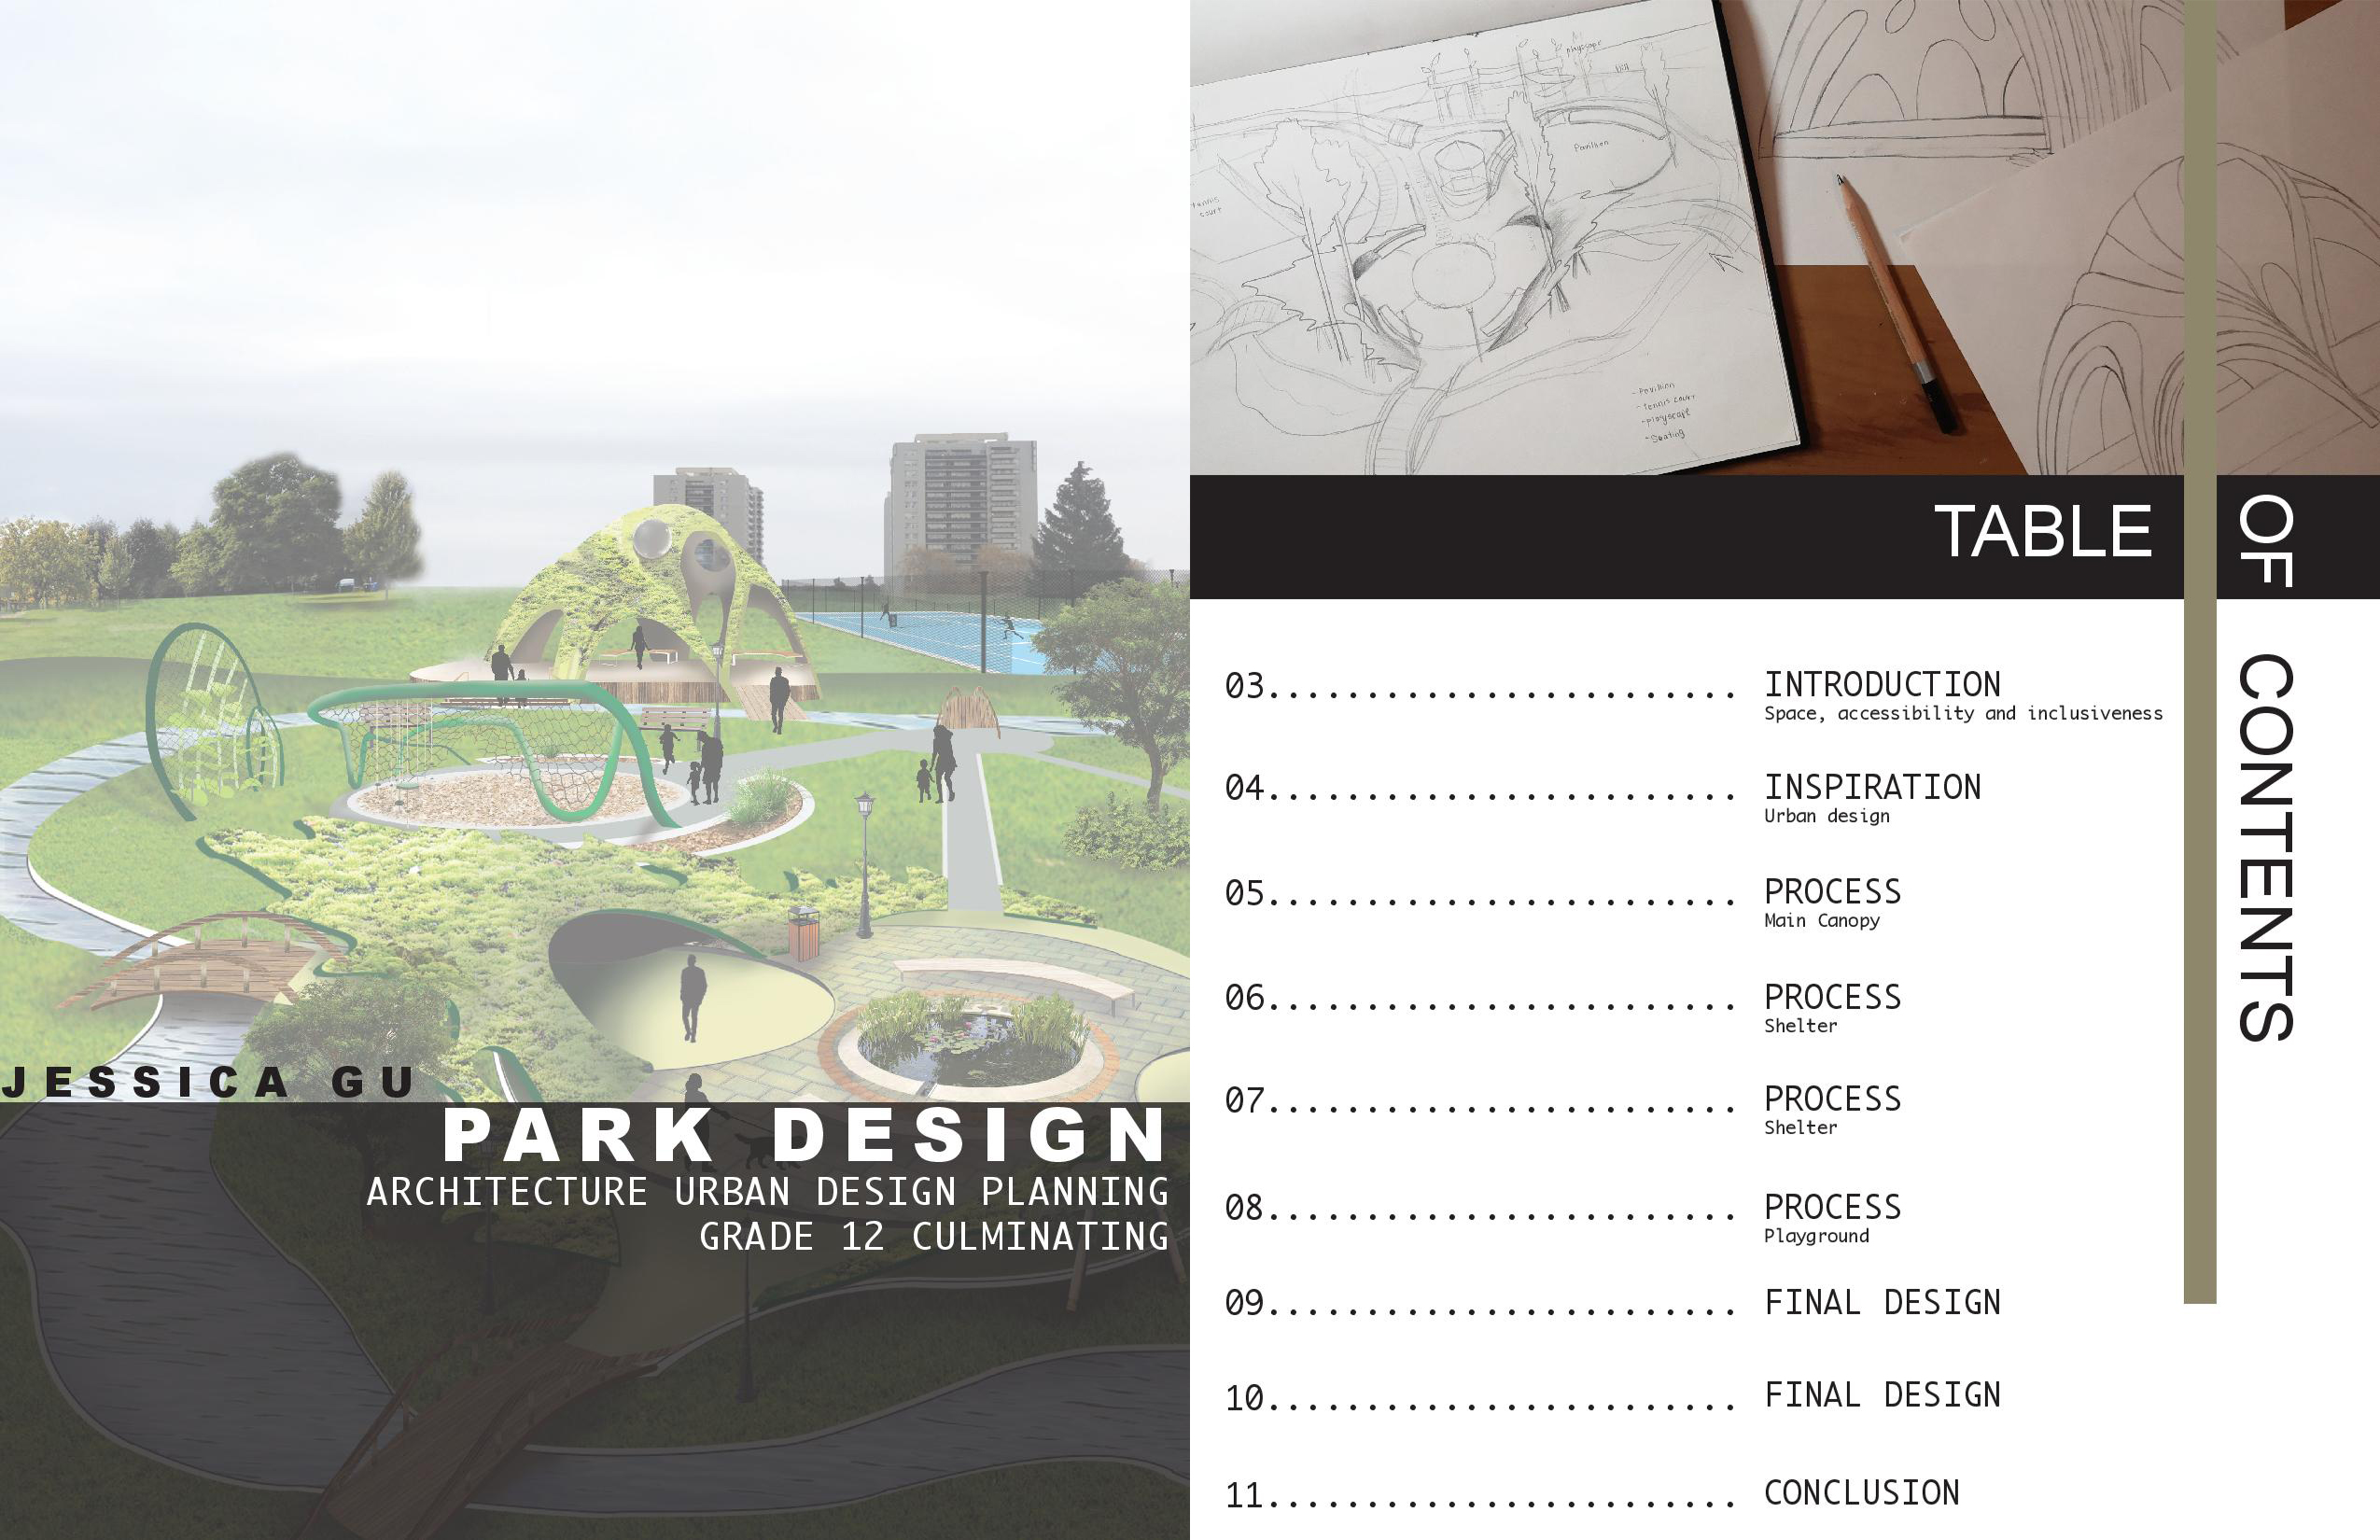 JESSICA GU
PARK DESIGN
ARCHITECTURE URBAN DESIGN PLANNING
GRADE 12 CULMINATING
playscape
Pavilion
tennis
court
-Pavilion
-Tennis court
-playscape
-Seating
TABLE
OF CONTENTS
03........................ INTRODUCTION
Space, accessibility and inclusiveness
04........................ INSPIRATION
Urban design
05........................ PROCESS
Main Canopy
06........................ PROCESS
Shelter
07........................ PROCESS
Shelter
08........................ PROCESS
Playground
09........................ FINAL DESIGN
10........................ FINAL DESIGN
11........................ CONCLUSION